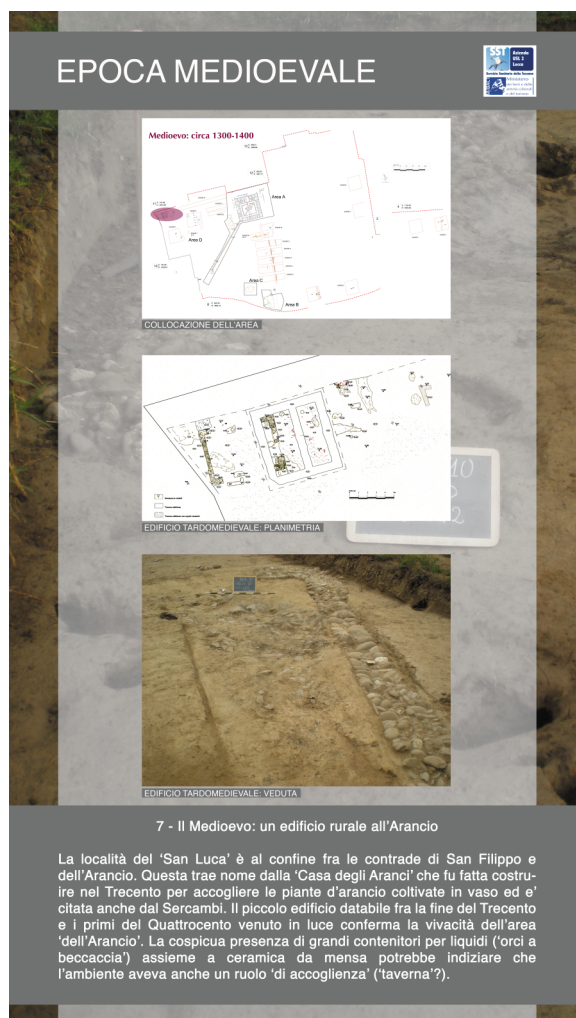 EPOCA MEDIOEVALE
SST Azienda
USL 2
Lucca
Medioevo: circa 1300-1400
Area A
Area D
Area C
Area B
COLLOCAZIONE DELL'AREA
EDIFICIO TARDOMEDIEVALE: PLANIMETRIA
EDIFICIO TARDOMEDIEVALE: VEDUTA
7 - Il Medioevo: un edificio rurale all'Arancio
La località del 'San Luca' è al confine fra le contrade di San Filippo e
dell'Arancio. Questa trae nome dalla 'Casa degli Aranci' che fu fatta costru-
ire nel Trecento per accogliere le piante d'arancio coltivate in vaso ed e'
citata anche dal Sercambi. Il piccolo edificio databile fra la fine del Trecento
e i primi del Quattrocento venuto in luce conferma la vivacità dell'area
'dell'Arancio'. La cospicua presenza di grandi contenitori per liquidi ('orci a
beccaccia') assieme a ceramica da mensa potrebbe indiziare che
l'ambiente aveva anche un ruolo 'di accoglienza' ('taverna'?).